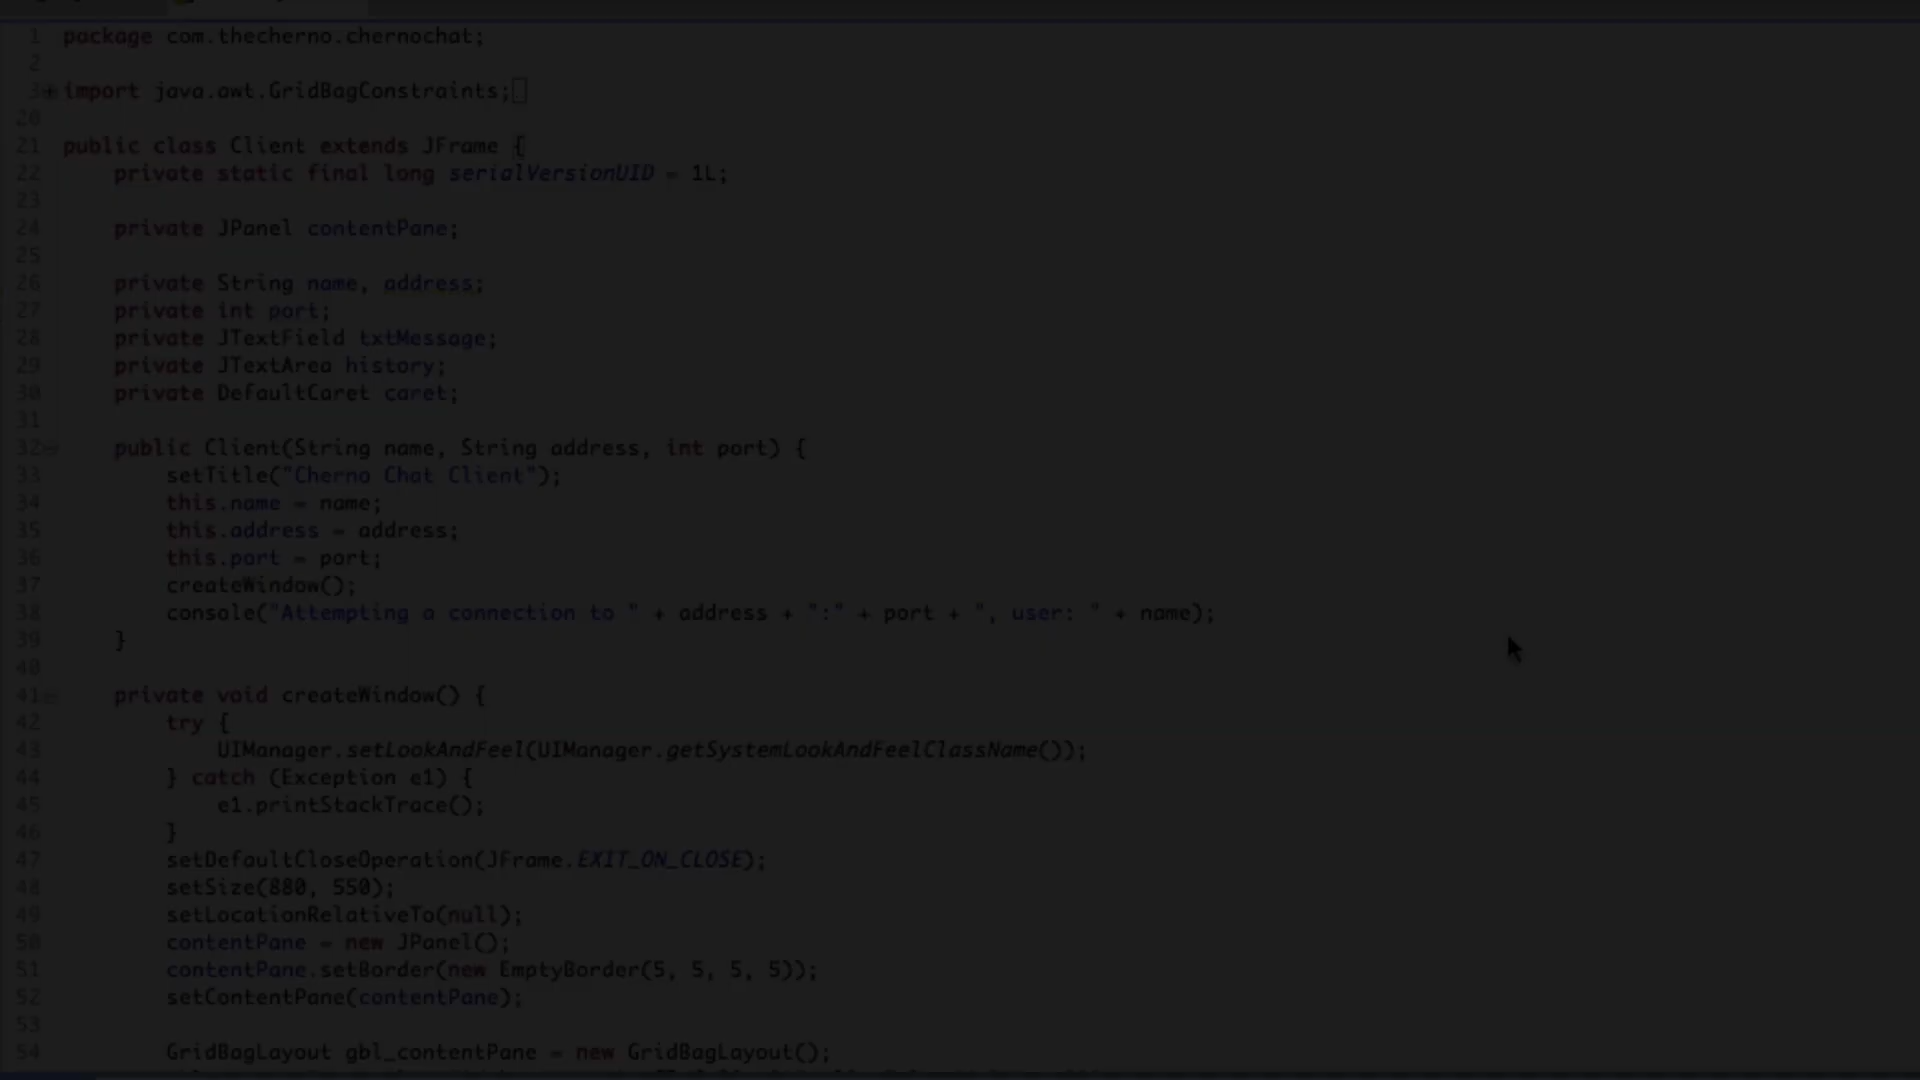 1 package com.thecherno.chernochat;
2
3 import java.awt.GridBagConstraints;
20
21 public class Client extends JFrame {
22 private static final long serialVersionUID = 1L;
23
24 private JPanel contentPane;
25
26 private String name, address;
27 private int port;
28 private JTextField txtMessage;
29 private JTextArea history;
30 private DefaultCaret caret;
31
32 public Client(String name, String address, int port) {
33 setTitle("Cherno Chat Client");
34 this.name = name;
35 this.address = address;
36 this.port = port;
37 createWindow();
38 console("Attempting a connection to " + address + ":" + port + ", user: " + name);
39 }
40
41 private void createWindow() {
42 try {
43 UIManager.setLookAndFeel(UIManager.getSystemLookAndFeelClassName());
44 } catch (Exception e1) {
45 e1.printStackTrace();
46 }
47 setDefaultCloseOperation(JFrame.EXIT_ON_CLOSE);
48 setSize(880, 550);
49 setLocationRelativeTo(null);
50 contentPane = new JPanel();
51 contentPane.setBorder(new EmptyBorder(5, 5, 5, 5));
52 setContentPane(contentPane);
53
54 GridBagLayout gbl_contentPane = new GridBagLayout();